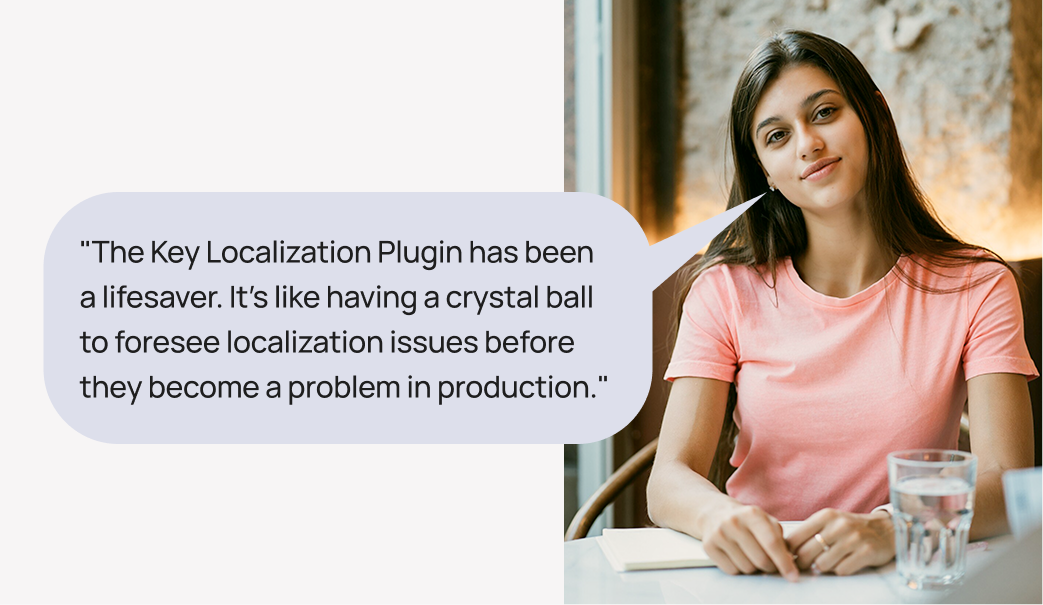 "The Key Localization Plugin has been
a lifesaver. It's like having a crystal ball
to foresee localization issues before
they become a problem in production."